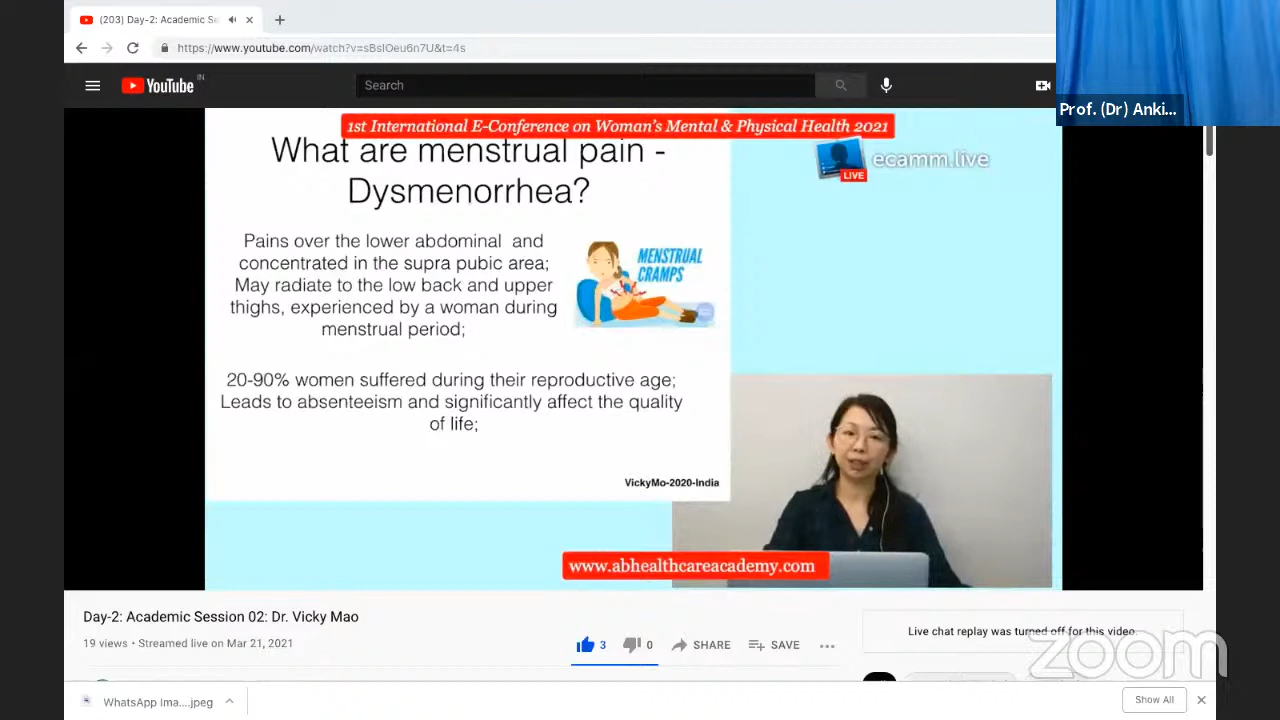 (203) Day-2: Academic Se
https://www.youtube.com/watch?v=sBslOeu6n7U&t=4s
YouTube IN
Search
Prof. (Dr) Anki...
1st International E-Conference on Woman's Mental & Physical Health 2021
What are menstrual pain -
Dysmenorrhea?
ecamm.live
LIVE
Pains over the lower abdominal and
concentrated in the supra pubic area;
May radiate to the low back and upper
thighs, experienced by a woman during
menstrual period;
MENSTRUAL
CRAMPS
20-90% women suffered during their reproductive age;
Leads to absenteeism and significantly affect the quality
of life;
VickyMo-2020-India
www.abhealthcareacademy.com
Day-2: Academic Session 02: Dr. Vicky Mao
19 views • Streamed live on Mar 21, 2021
3
0
SHARE
SAVE
Live chat replay was turned off for this video.
zoom
WhatsApp Ima....jpeg
Show All